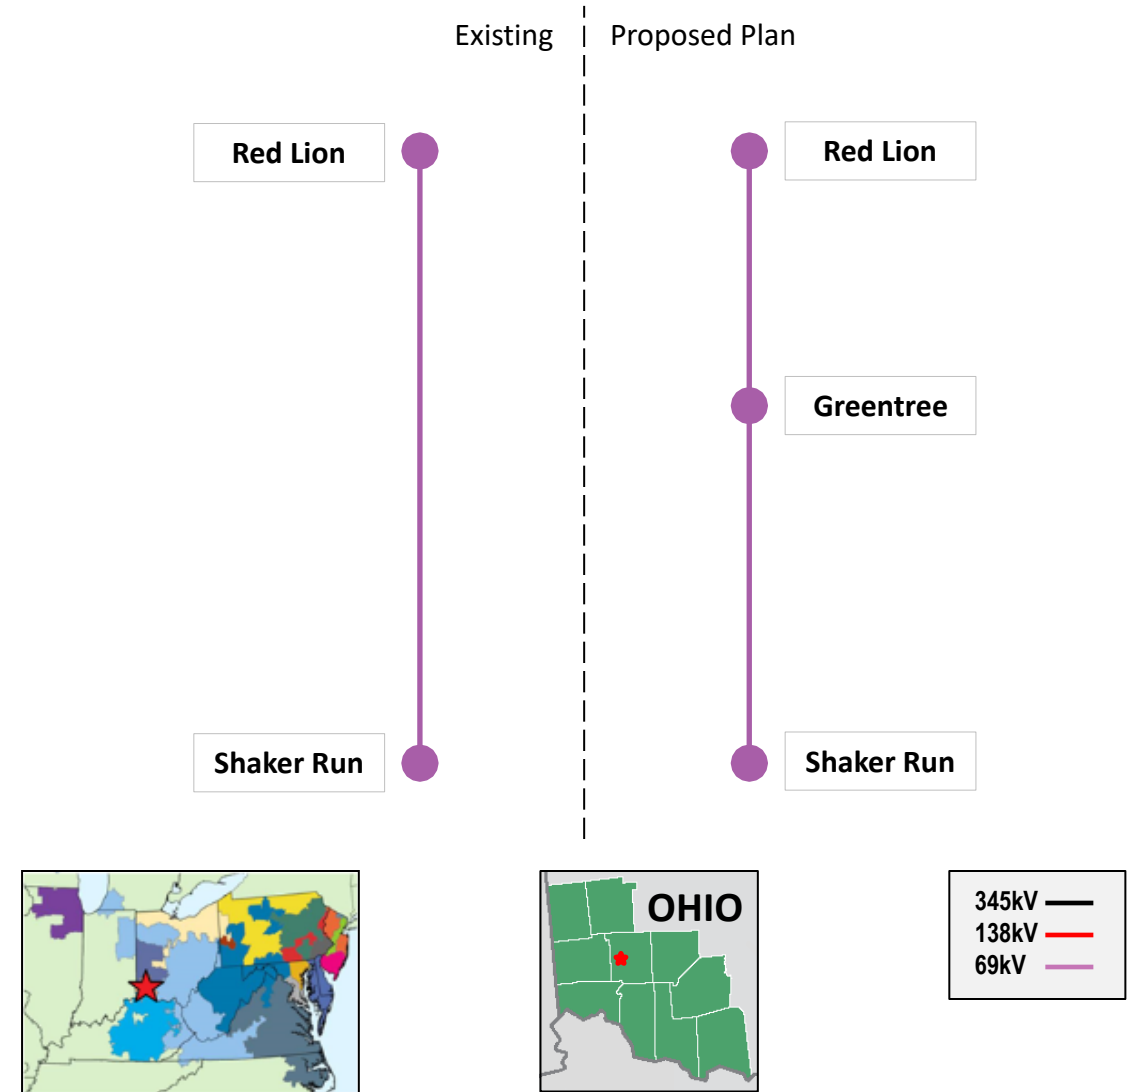 Existing
Proposed Plan
Red Lion
Red Lion
Greentree
Shaker Run
Shaker Run
OHIO
345kV
138kV
69kV